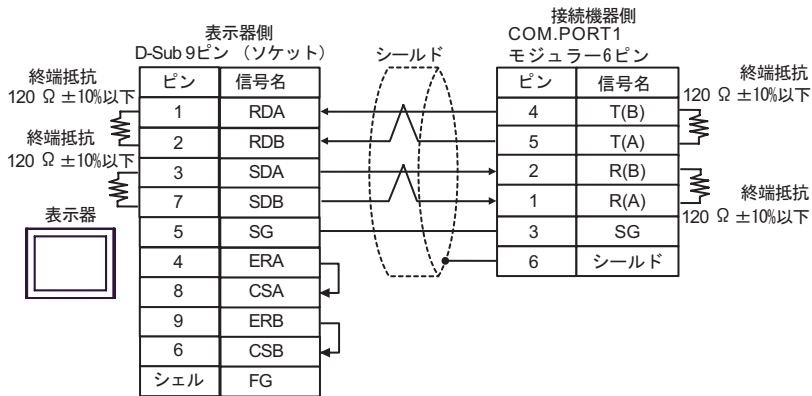 表示器側
D-Sub 9ピン （ソケット）
シールド
接続機器側
COM.PORT1
モジュラー6ピン
終端抵抗
120 Ω ±10%以下
終端抵抗
120 Ω ±10%以下
表示器
ピン 信号名
1 RDA
2 RDB
3 SDA
7 SDB
5 SG
4 ERA
8 CSA
9 ERB
6 CSB
シェル FG
ピン 信号名
4 T(B)
5 T(A)
2 R(B)
1 R(A)
3 SG
6 シールド
終端抵抗
120 Ω ±10%以下
終端抵抗
120 Ω ±10%以下